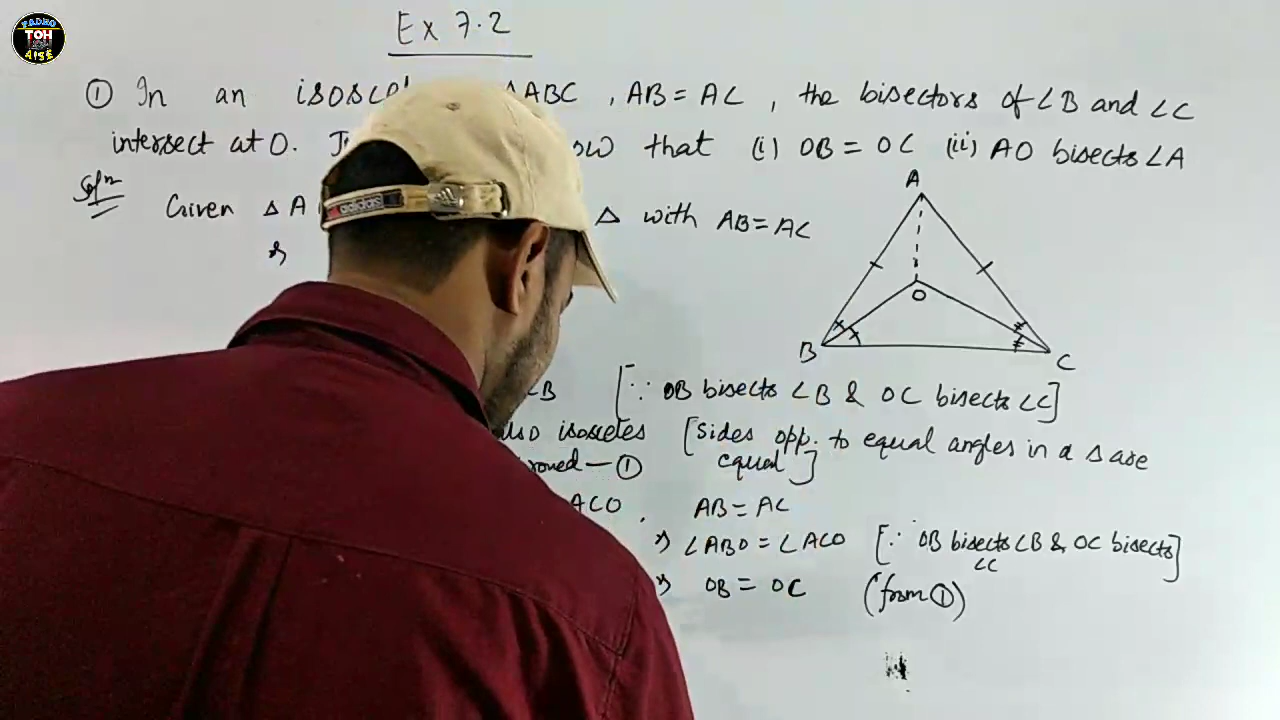 PADHO
TOH
AISE
Ex 7.2
① In an ABC , AB = AC , the bisectors of ∠B and ∠C
intersect at O. that (i) OB = OC (ii) AO bisects ∠A
Soln
Given △ A △ with AB = AC
A
O
B
C
adidas
∠B [∵ OB bisects ∠B & OC bisects ∠C]
also isosceles [sides opp. to equal angles in a △ are
equal]
proved — ①
ACO , AB = AC
⇒ ∠ABO = ∠ACO [∵ OB bisects ∠B & OC bisects
∠C]
⇒ OB = OC (from ①)